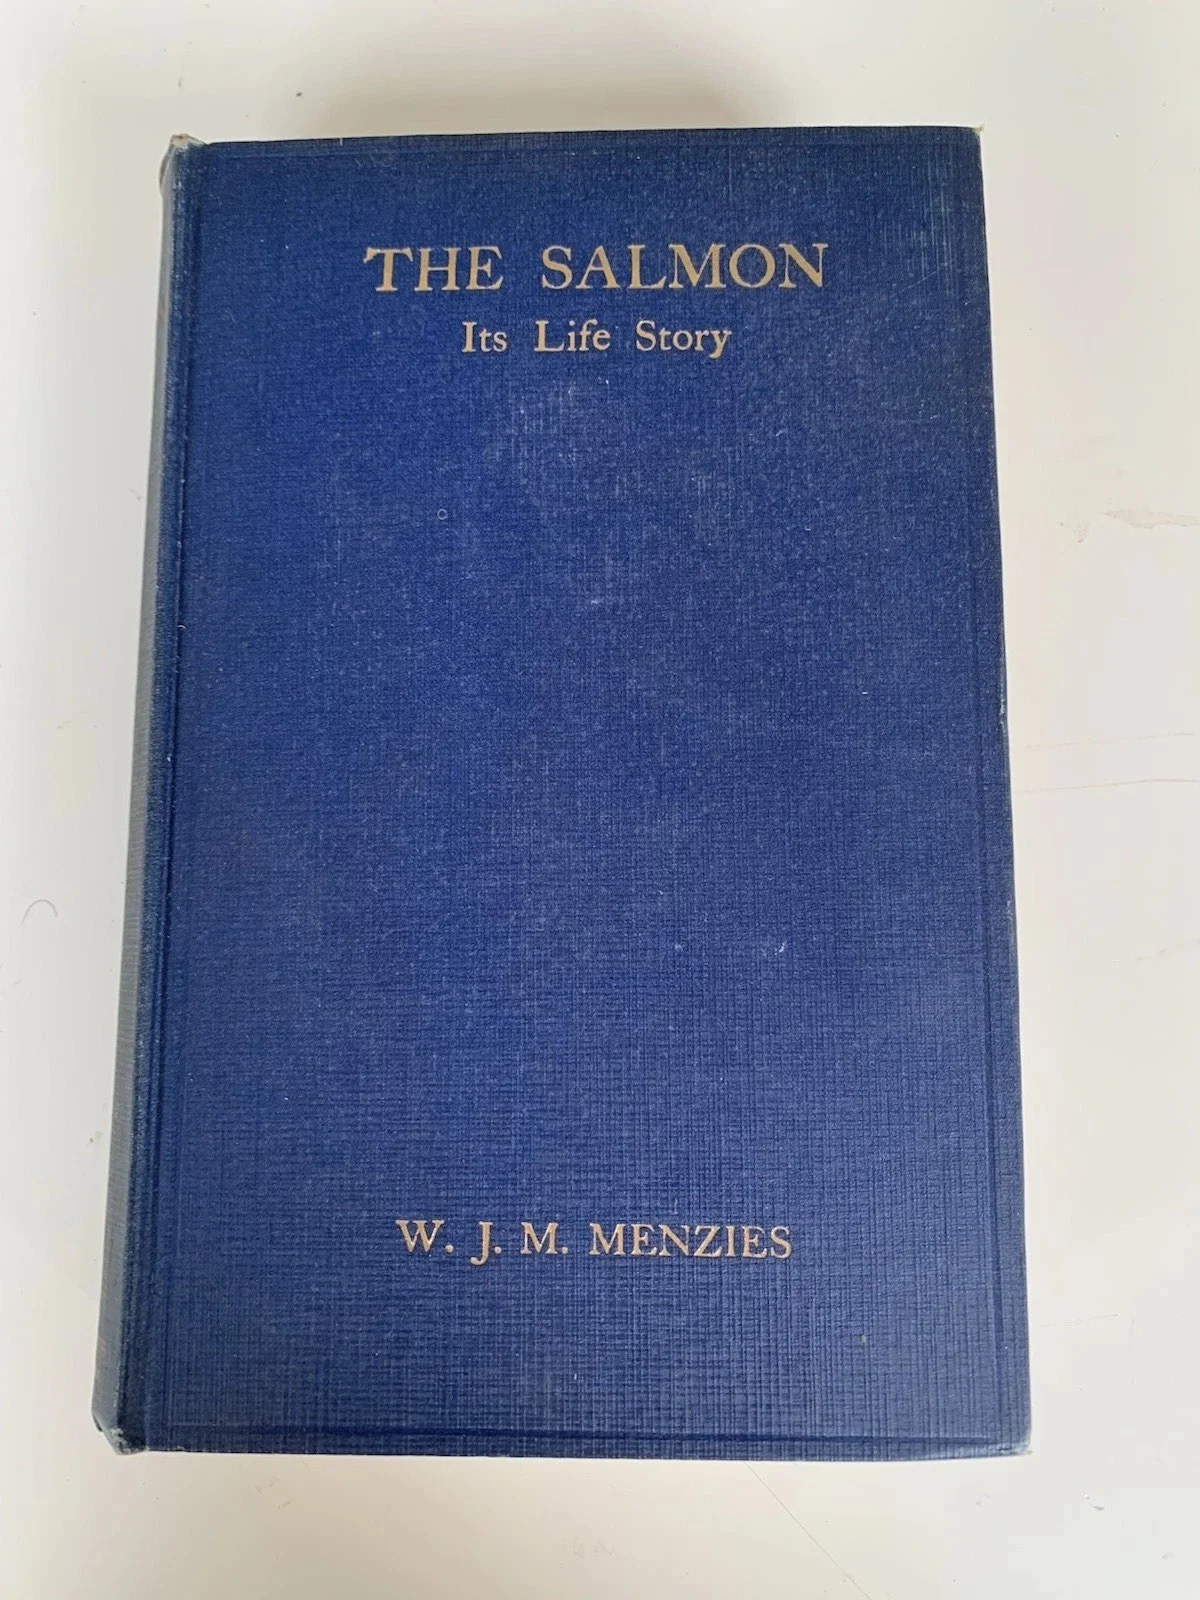 THE SALMON
Its Life Story
W. J. M. MENZIES